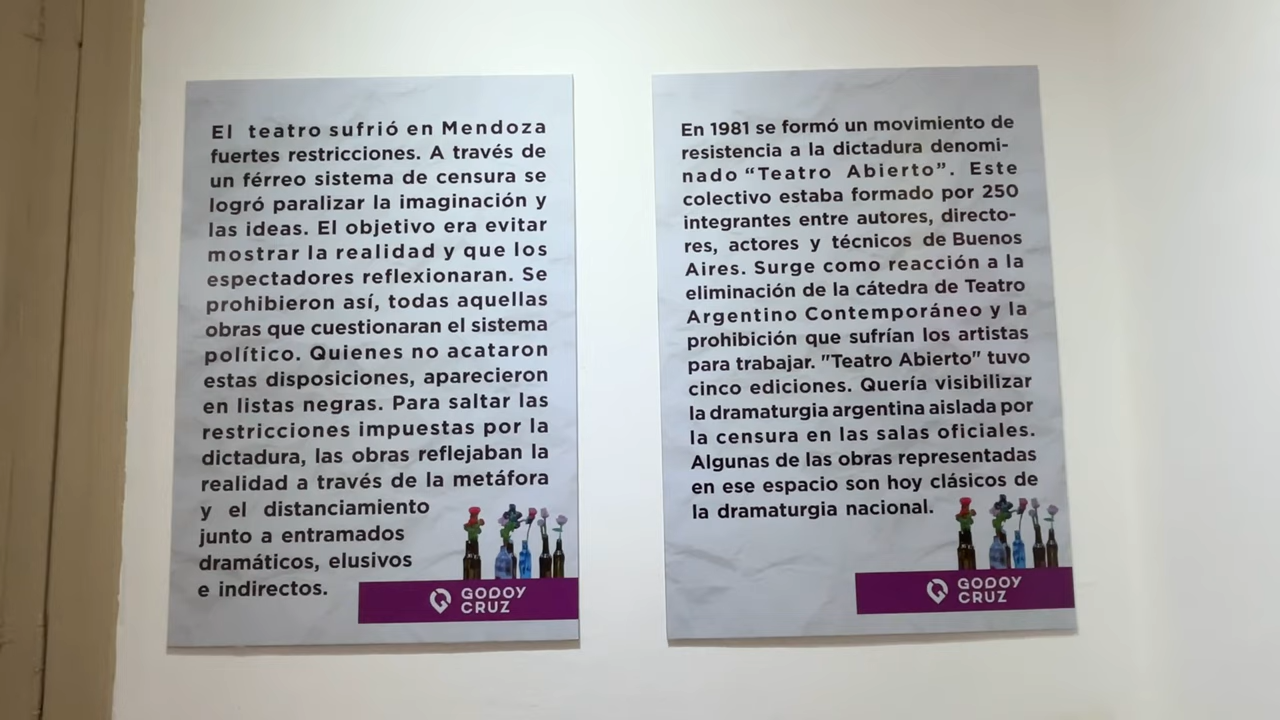 El teatro sufrió en Mendoza
fuertes restricciones. A través de
un férreo sistema de censura se
logró paralizar la imaginación y
las ideas. El objetivo era evitar
mostrar la realidad y que los
espectadores reflexionaran. Se
prohibieron así, todas aquellas
obras que cuestionaran el sistema
político. Quienes no acataron
estas disposiciones, aparecieron
en listas negras. Para saltar las
restricciones impuestas por la
dictadura, las obras reflejaban la
realidad a través de la metáfora
y el distanciamiento
junto a entramados
dramáticos, elusivos
e indirectos.
GODOY
CRUZ
En 1981 se formó un movimiento de
resistencia a la dictadura denomi-
nado “Teatro Abierto”. Este
colectivo estaba formado por 250
integrantes entre autores, directo-
res, actores y técnicos de Buenos
Aires. Surge como reacción a la
eliminación de la cátedra de Teatro
Argentino Contemporáneo y la
prohibición que sufrían los artistas
para trabajar. "Teatro Abierto" tuvo
cinco ediciones. Quería visibilizar
la dramaturgia argentina aislada por
la censura en las salas oficiales.
Algunas de las obras representadas
en ese espacio son hoy clásicos de
la dramaturgia nacional.
GODOY
CRUZ